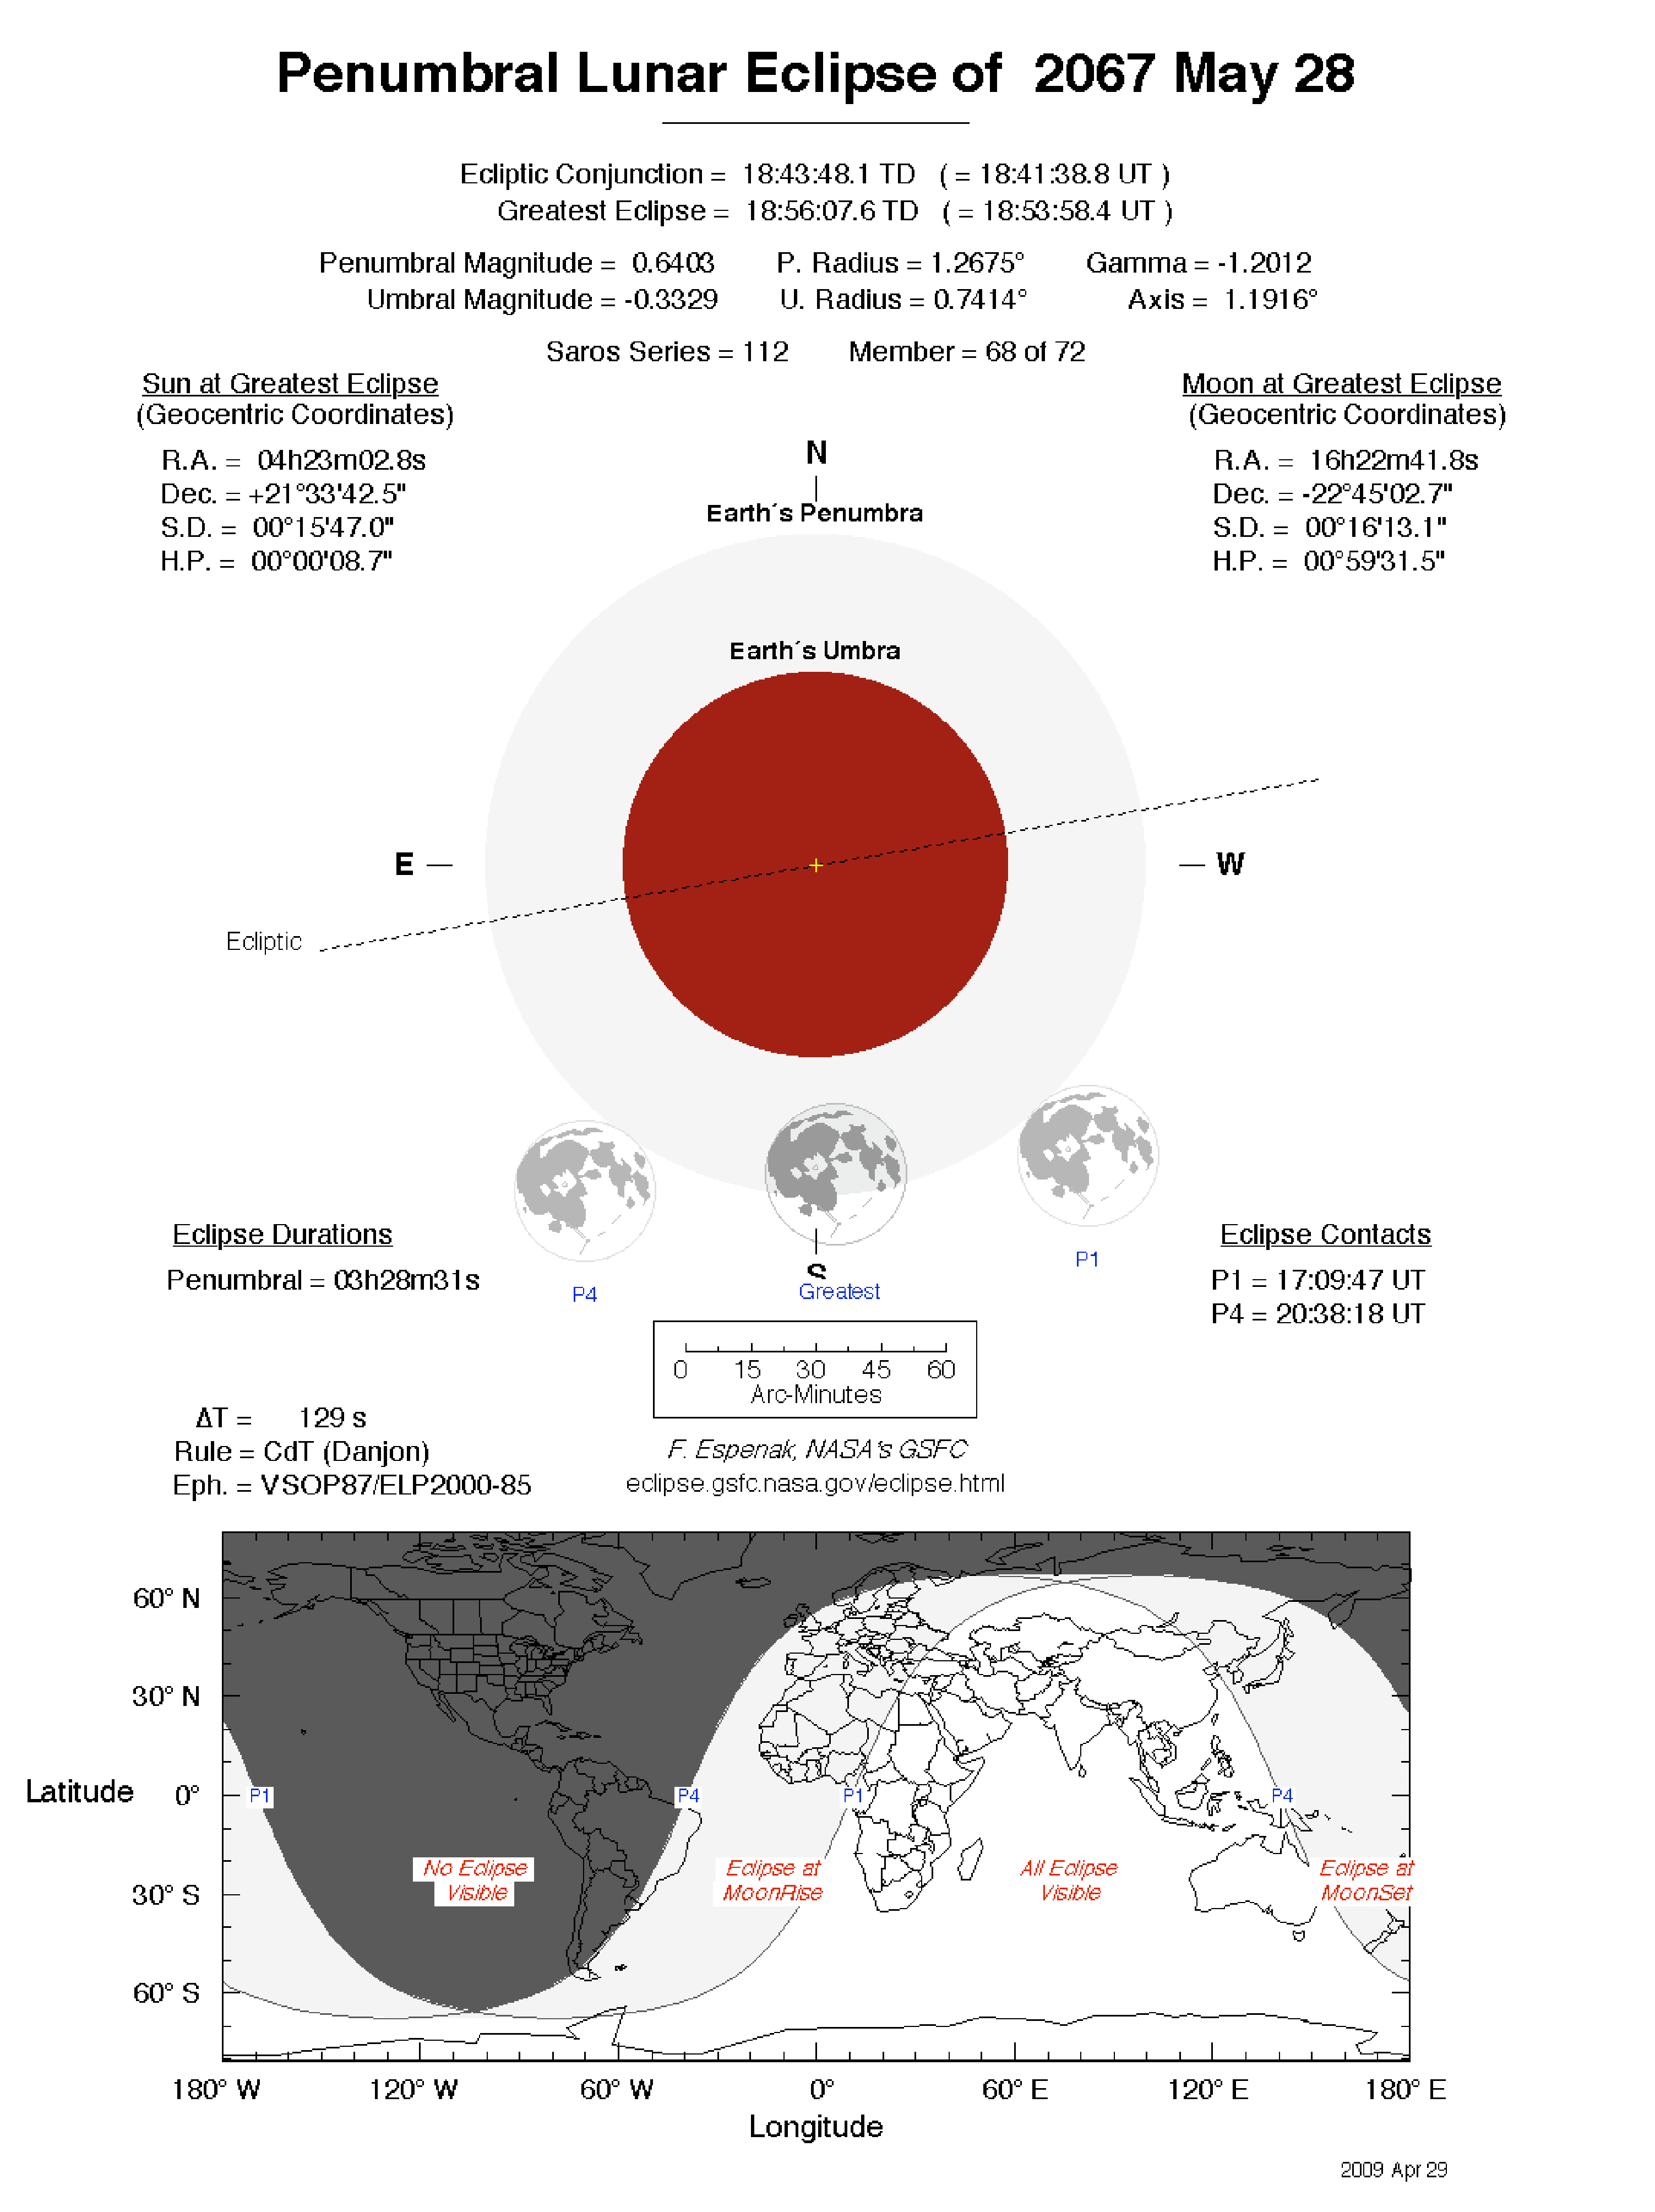 Penumbral Lunar Eclipse of 2067 May 28
Ecliptic Conjunction = 18:43:48.1 TD ( = 18:41:38.8 UT )
Greatest Eclipse = 18:56:07.6 TD ( = 18:53:58.4 UT )
Penumbral Magnitude = 0.6403 P. Radius = 1.2675° Gamma = -1.2012
Umbral Magnitude = -0.3329 U. Radius = 0.7414° Axis = 1.1916°
Saros Series = 112 Member = 68 of 72
Sun at Greatest Eclipse
(Geocentric Coordinates)
R.A. = 04h23m02.8s
Dec. = +21°33'42.5"
S.D. = 00°15'47.0"
H.P. = 00°00'08.7"
Moon at Greatest Eclipse
(Geocentric Coordinates)
R.A. = 16h22m41.8s
Dec. = -22°45'02.7"
S.D. = 00°16'13.1"
H.P. = 00°59'31.5"
N
Earth´s Penumbra
Earth´s Umbra
E
W
Ecliptic
S
P4
Greatest
P1
Eclipse Durations
Penumbral = 03h28m31s
Eclipse Contacts
P1 = 17:09:47 UT
P4 = 20:38:18 UT
0 15 30 45 60
Arc-Minutes
ΔT = 129 s
Rule = CdT (Danjon)
Eph. = VSOP87/ELP2000-85
F. Espenak, NASA's GSFC
eclipse.gsfc.nasa.gov/eclipse.html
60° N
30° N
Latitude 0°
30° S
60° S
P1 P4 P1 P4
No Eclipse
Visible
Eclipse at
MoonRise
All Eclipse
Visible
Eclipse at
MoonSet
180° W 120° W 60° W 0° 60° E 120° E 180° E
Longitude
2009 Apr 29